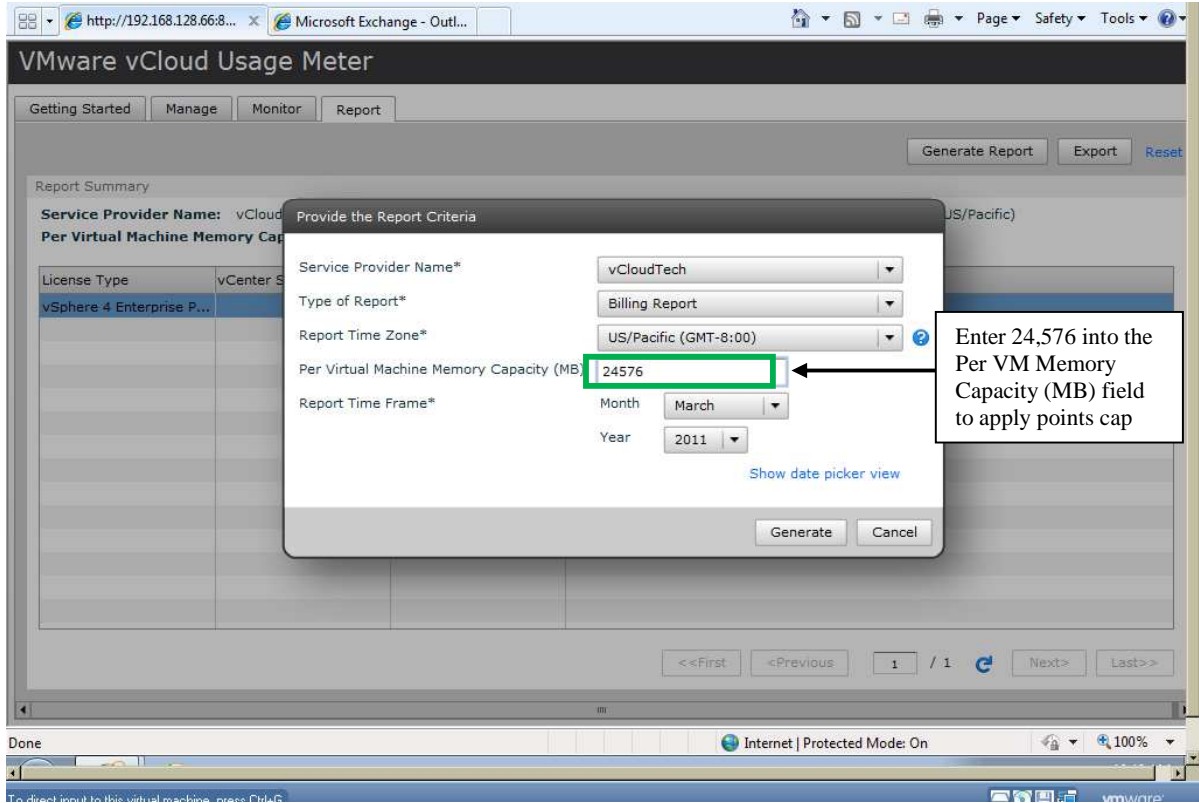 http://192.168.128.66:8...
Microsoft Exchange - Outl...
Page
Safety
Tools
VMware vCloud Usage Meter
Getting Started
Manage
Monitor
Report
Generate Report
Export
Reset
Report Summary
Service Provider Name: vCloud
US/Pacific)
Per Virtual Machine Memory Cap
License Type
vCenter S
vSphere 4 Enterprise P...
Provide the Report Criteria
Service Provider Name*
vCloudTech
Type of Report*
Billing Report
Report Time Zone*
US/Pacific (GMT-8:00)
Per Virtual Machine Memory Capacity (MB)
24576
Report Time Frame*
Month
March
Year
2011
Show date picker view
Generate
Cancel
Enter 24,576 into the
Per VM Memory
Capacity (MB) field
to apply points cap
<<First
<Previous
1
/ 1
Next>
Last>>
Done
Internet | Protected Mode: On
100%
To direct input to this virtual machine, press Ctrl+G.
vmware